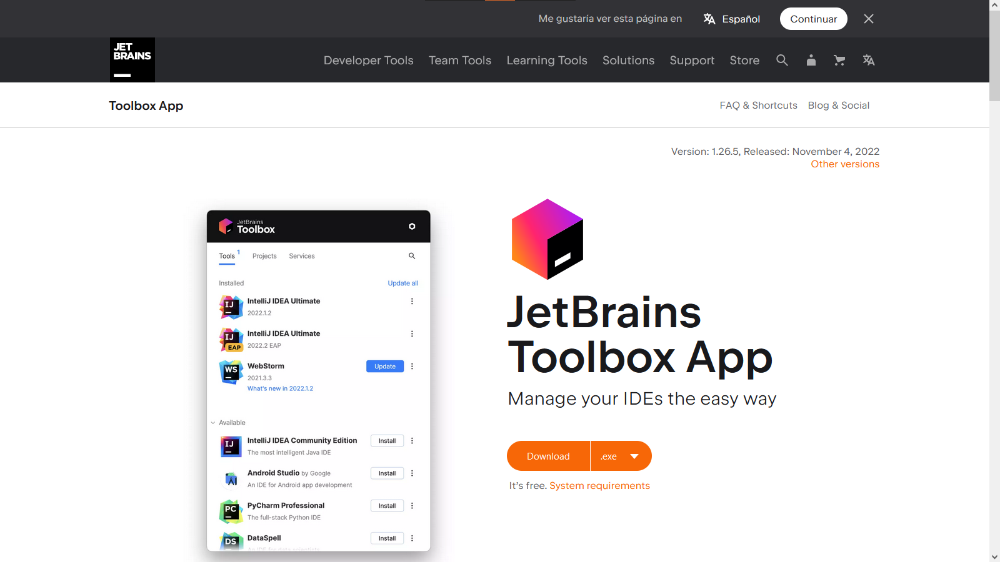 Me gustaría ver esta página en
Español
Continuar
JET
BRAINS
Developer Tools
Team Tools
Learning Tools
Solutions
Support
Store
Toolbox App
FAQ & Shortcuts
Blog & Social
Version: 1.26.5, Released: November 4, 2022
Other versions
JetBrains
Toolbox
Tools 1
Projects
Services
Installed
Update all
IJ
IntelliJ IDEA Ultimate
2022.1.2
IJ
EAP
IntelliJ IDEA Ultimate
2022.2 EAP
WS
WebStorm
2021.3.3
What's new in 2022.1.2
Update
Available
IJ
IntelliJ IDEA Community Edition
The most intelligent Java IDE
Install
Android Studio by Google
An IDE for Android app development
Install
PC
PyCharm Professional
The full-stack Python IDE
Install
DS
DataSpell
An IDE for data scientists
Install
JetBrains
Toolbox App
Manage your IDEs the easy way
Download
.exe
It's free. System requirements